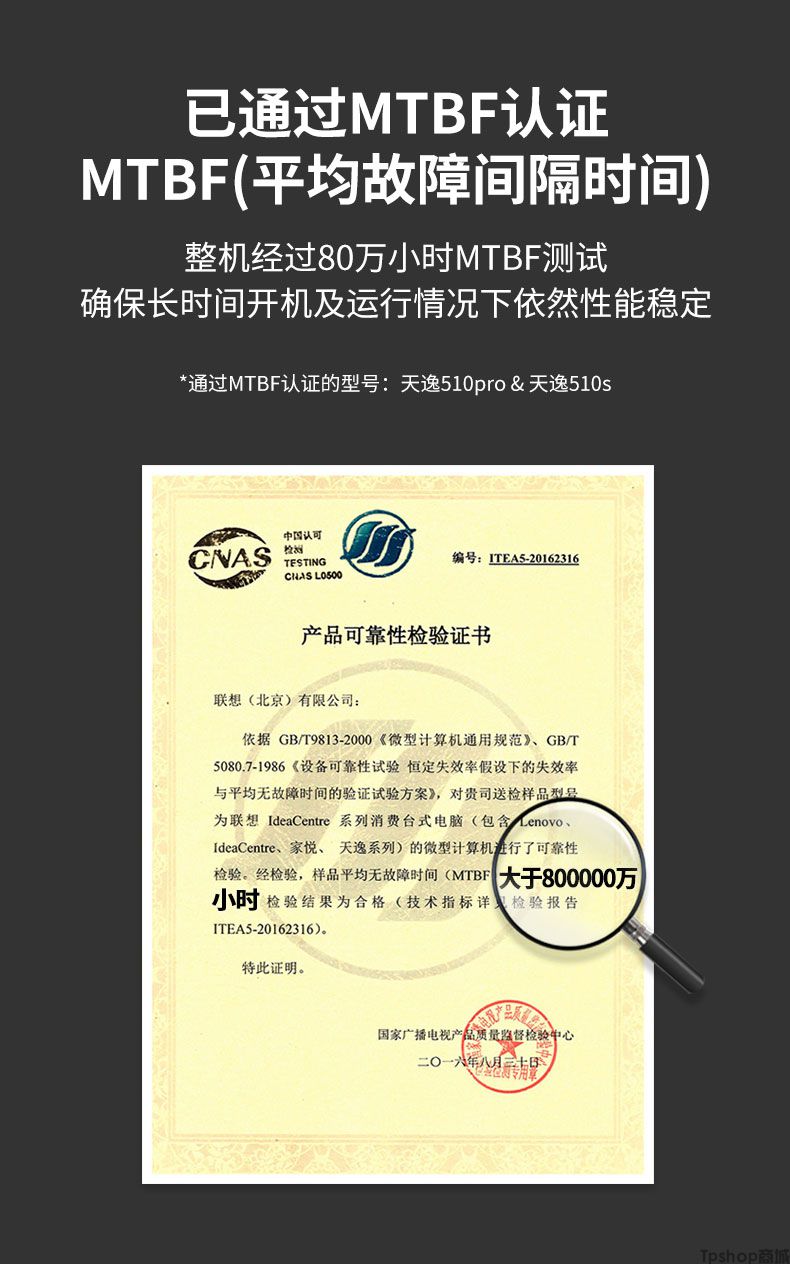 已通过MTBF认证
MTBF(平均故障间隔时间)
整机经过80万小时MTBF测试
确保长时间开机及运行情况下依然性能稳定
*通过MTBF认证的型号：天逸510pro & 天逸510s
CNAS
中国认可
检测
TESTING
CNAS L0500
编号：ITEA5-20162316
产品可靠性检验证书
联想（北京）有限公司：
依据 GB/T9813-2000《微型计算机通用规范》、GB/T
5080.7-1986《设备可靠性试验 恒定失效率假设下的失效率
与平均无故障时间的验证试验方案》，对贵司送检样品型号
为联想 IdeaCentre 系列消费台式电脑（包含 Lenovo、
IdeaCentre、家悦、 天逸系列）的微型计算机进行了可靠性
检验。经检验，样品平均无故障时间（MTBF 大于800000万
小时 检验结果为合格（技术指标详见检验报告
ITEA5-20162316）。
特此证明。
国家广播电视产品质量监督检验中心
二〇一六年八月三十日
Tpshop商城